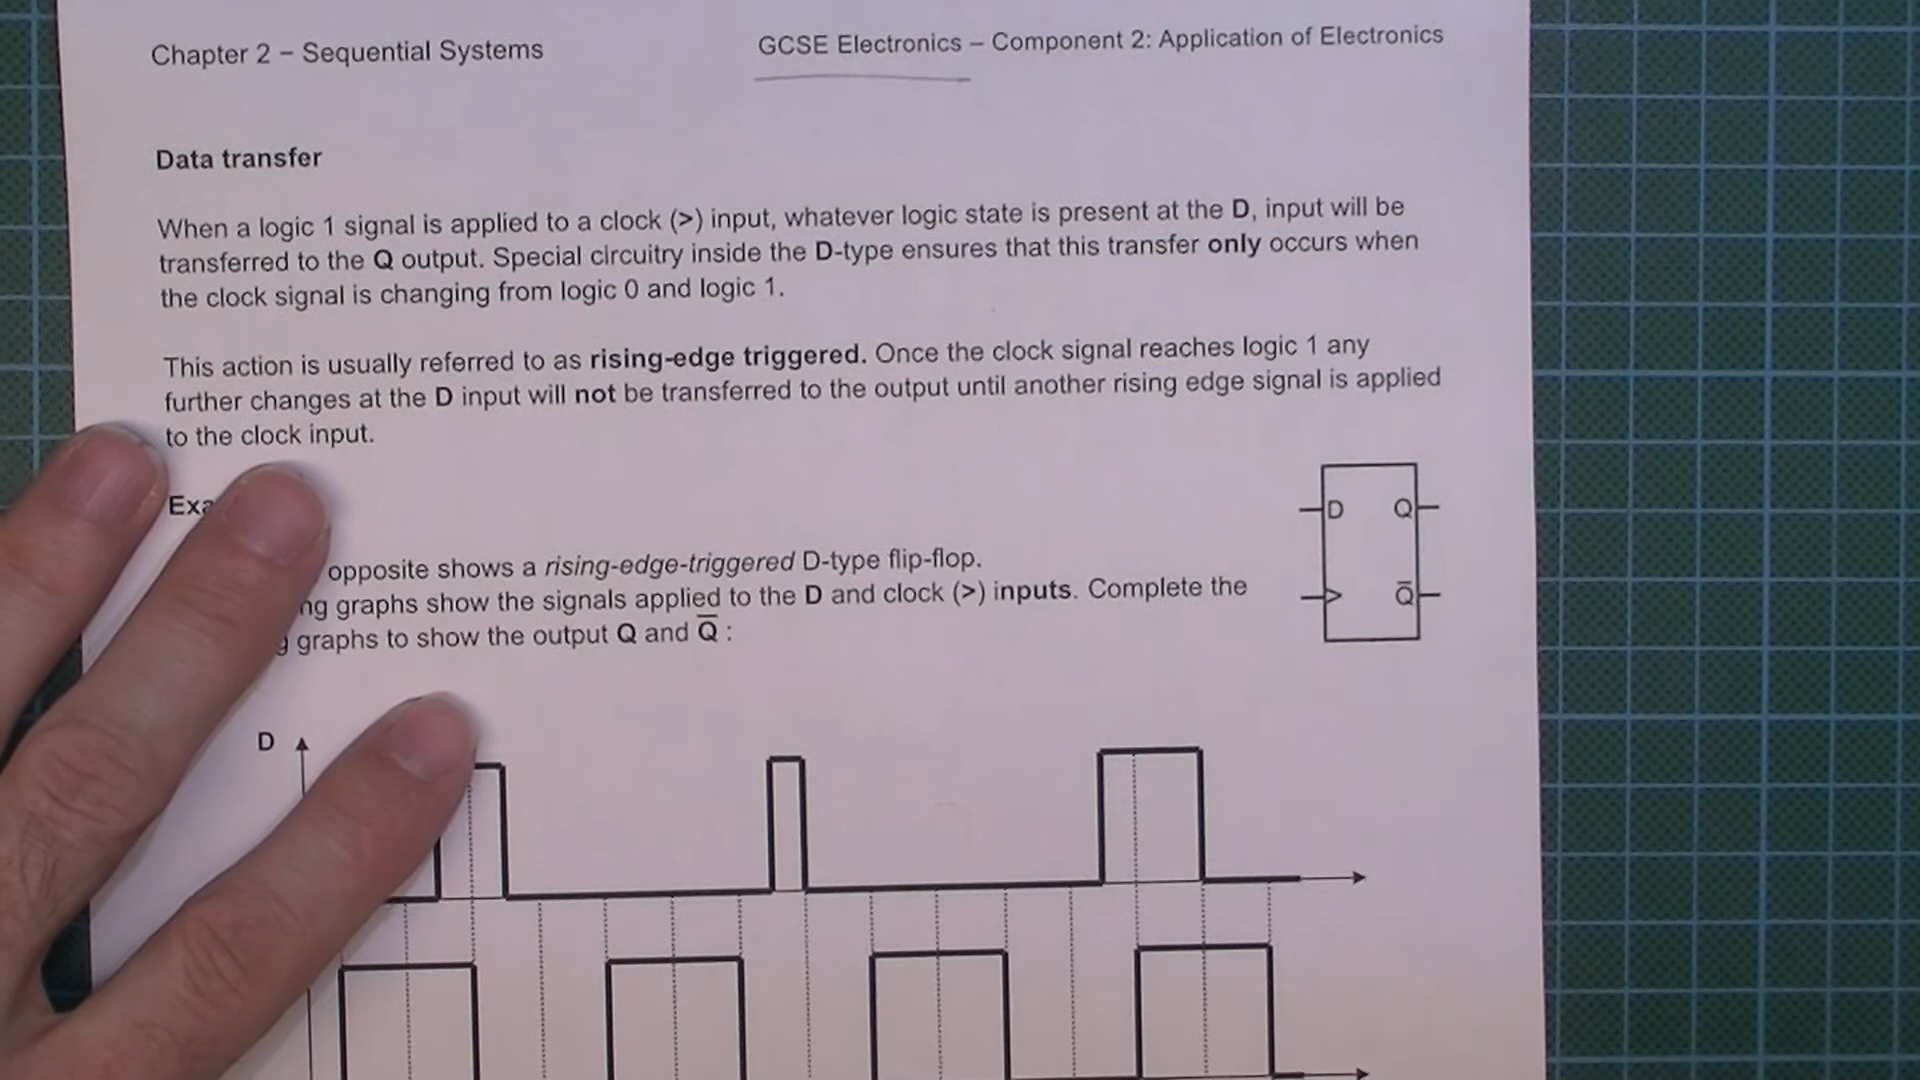 Chapter 2 – Sequential Systems
GCSE Electronics – Component 2: Application of Electronics
Data transfer
When a logic 1 signal is applied to a clock (>) input, whatever logic state is present at the D, input will be
transferred to the Q output. Special circuitry inside the D-type ensures that this transfer only occurs when
the clock signal is changing from logic 0 and logic 1.
This action is usually referred to as rising-edge triggered. Once the clock signal reaches logic 1 any
further changes at the D input will not be transferred to the output until another rising edge signal is applied
to the clock input.
opposite shows a rising-edge-triggered D-type flip-flop.
graphs show the signals applied to the D and clock (>) inputs. Complete the
graphs to show the output Q and Q̅ :
D Q
> Q̅
D